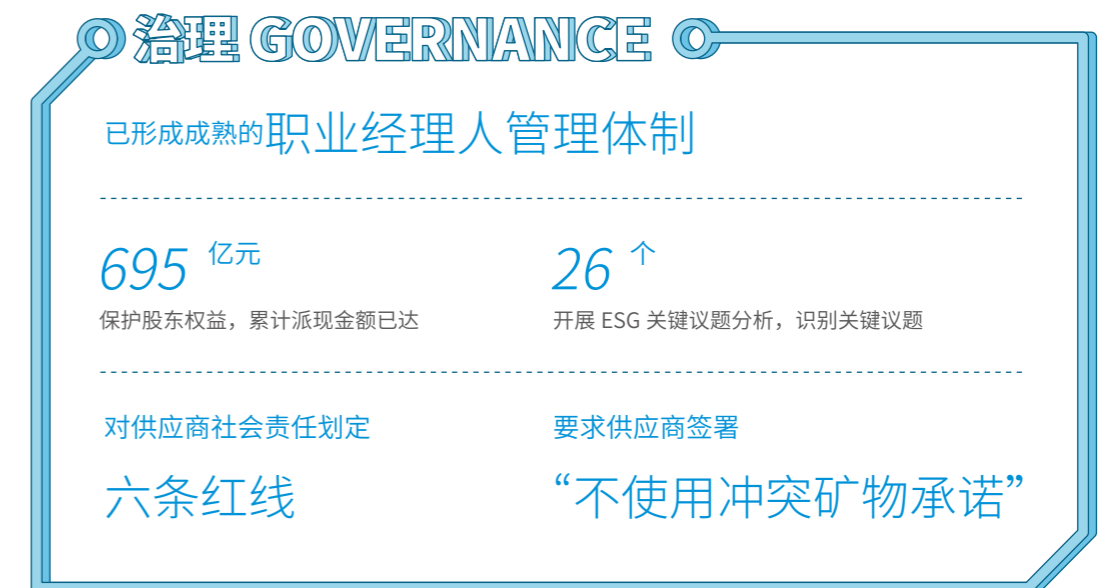 治理 GOVERNANCE
已形成成熟的职业经理人管理体制
695 亿元
保护股东权益，累计派现金额已达
26 个
开展 ESG 关键议题分析，识别关键议题
对供应商社会责任划定
六条红线
要求供应商签署
“不使用冲突矿物承诺”